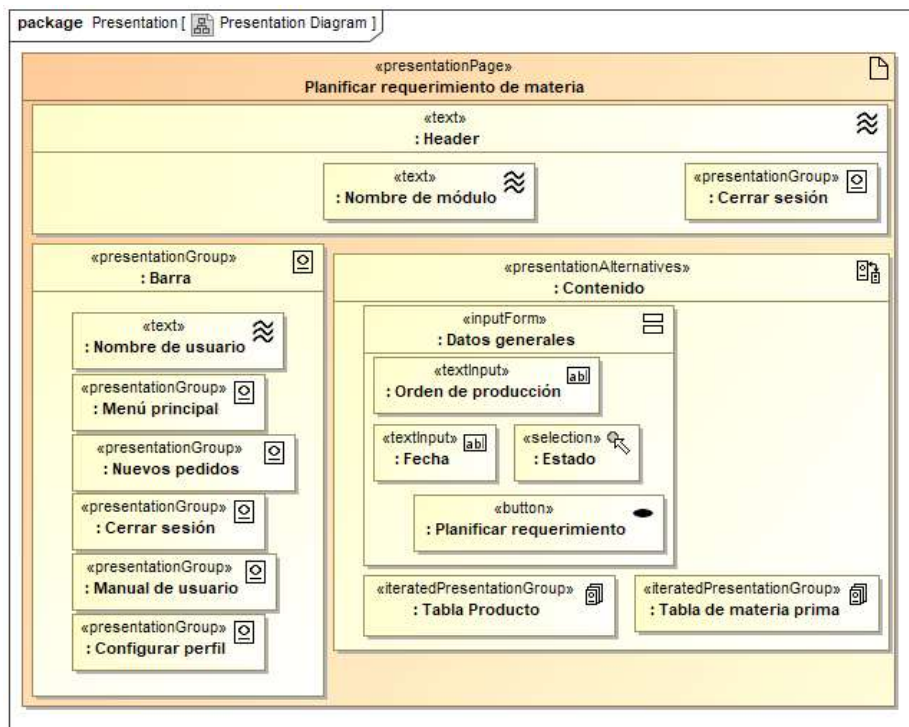 package Presentation [ Presentation Diagram ]
«presentationPage»
Planificar requerimiento de materia
«text»
: Header
«text»
: Nombre de módulo
«presentationGroup»
: Cerrar sesión
«presentationGroup»
: Barra
«text»
: Nombre de usuario
«presentationGroup»
: Menú principal
«presentationGroup»
: Nuevos pedidos
«presentationGroup»
: Cerrar sesión
«presentationGroup»
: Manual de usuario
«presentationGroup»
: Configurar perfil
«presentationAlternatives»
: Contenido
«inputForm»
: Datos generales
«textInput»
: Orden de producción
«textInput»
: Fecha
«selection»
: Estado
«button»
: Planificar requerimiento
«iteratedPresentationGroup»
: Tabla Producto
«iteratedPresentationGroup»
: Tabla de materia prima